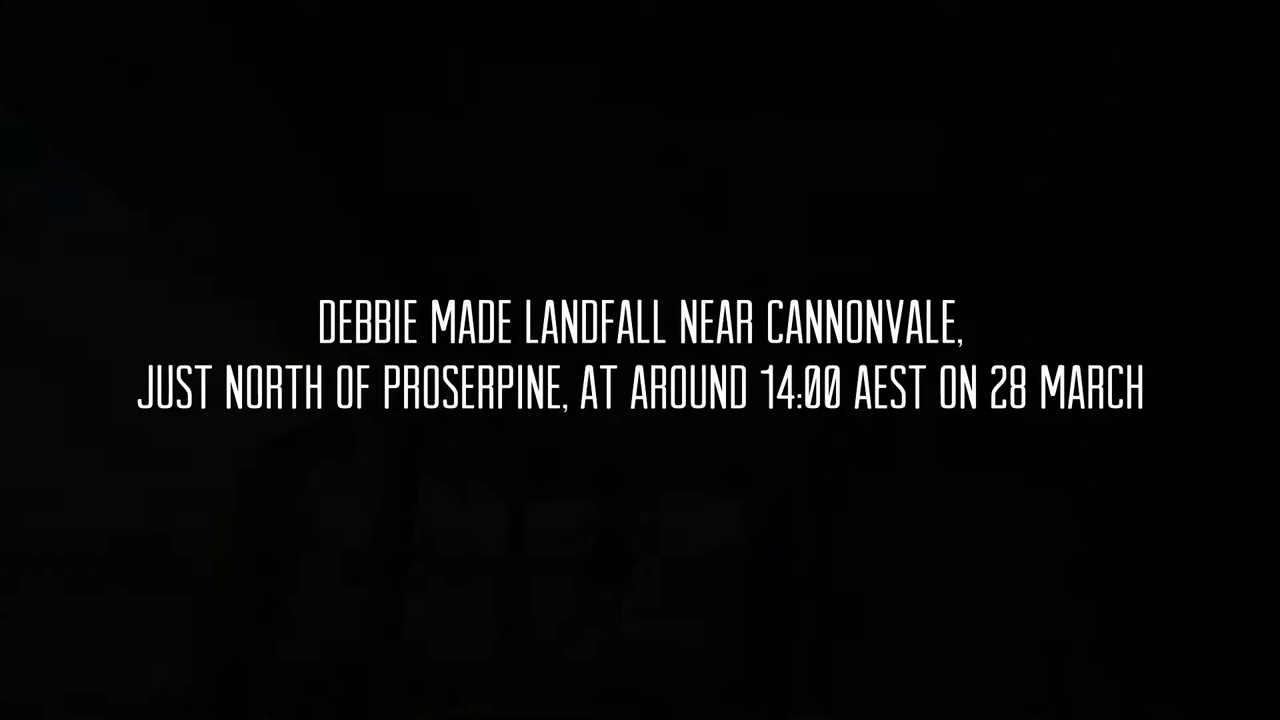 DEBBIE MADE LANDFALL NEAR CANNONVALE,
JUST NORTH OF PROSERPINE, AT AROUND 14:00 AEST ON 28 MARCH